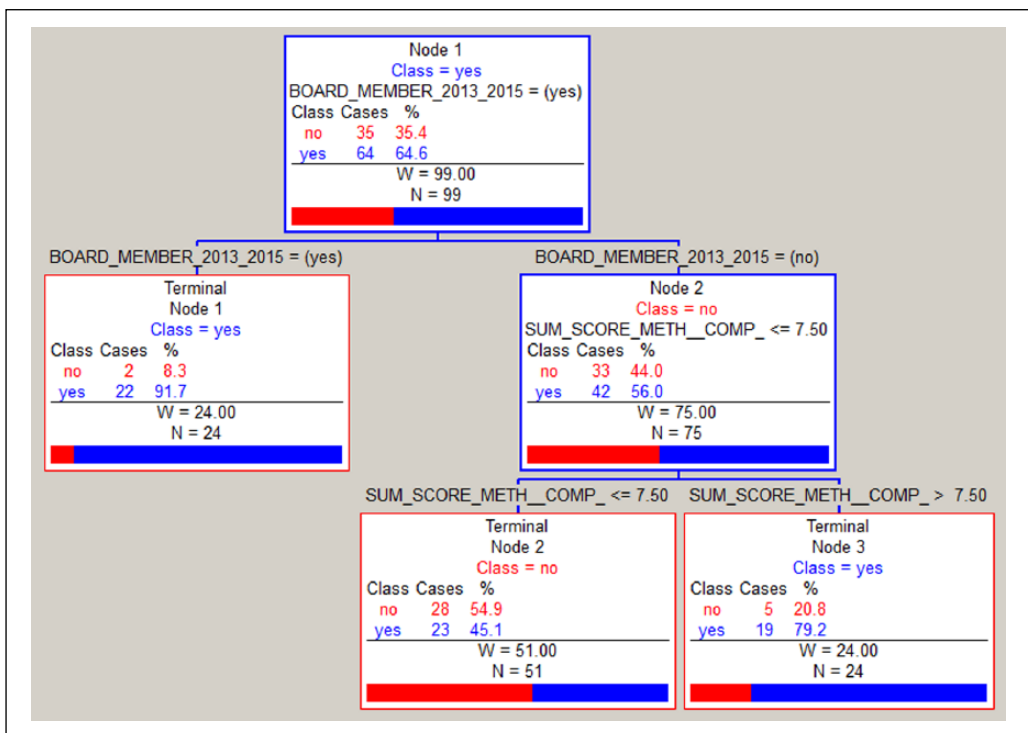 Node 1
Class = yes
BOARD_MEMBER_2013_2015 = (yes)
Class Cases %
no 35 35.4
yes 64 64.6
W = 99.00
N = 99
BOARD_MEMBER_2013_2015 = (yes)
BOARD_MEMBER_2013_2015 = (no)
Terminal
Node 1
Class = yes
Class Cases %
no 2 8.3
yes 22 91.7
W = 24.00
N = 24
Node 2
Class = no
SUM_SCORE_METH__COMP_ <= 7.50
Class Cases %
no 33 44.0
yes 42 56.0
W = 75.00
N = 75
SUM_SCORE_METH__COMP_ <= 7.50
SUM_SCORE_METH__COMP_ > 7.50
Terminal
Node 2
Class = no
Class Cases %
no 28 54.9
yes 23 45.1
W = 51.00
N = 51
Terminal
Node 3
Class = yes
Class Cases %
no 5 20.8
yes 19 79.2
W = 24.00
N = 24